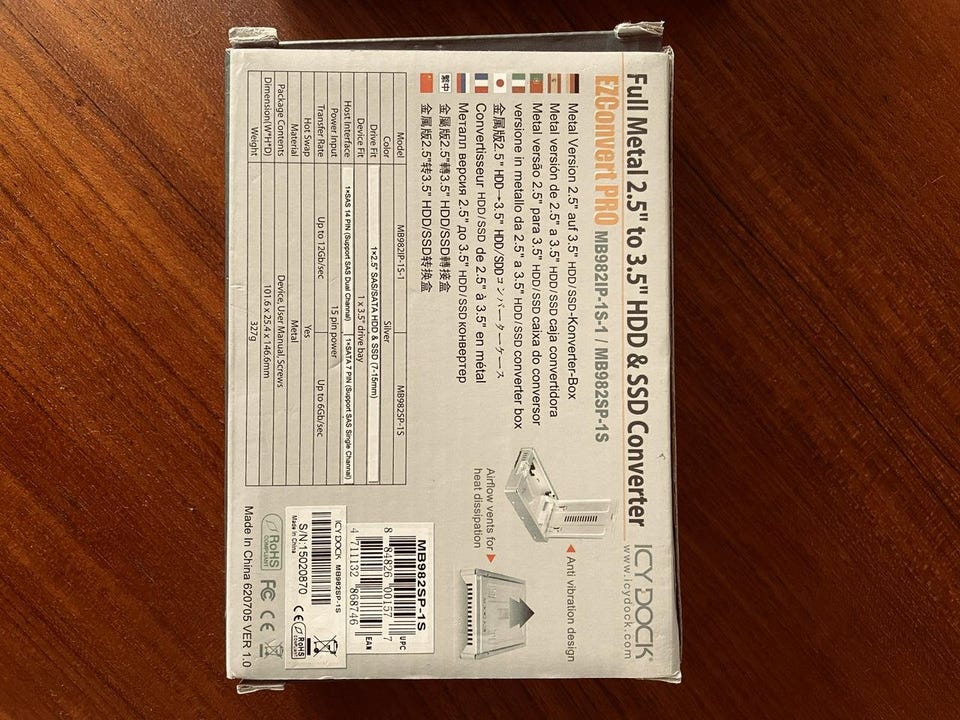 Full Metal 2.5" to 3.5" HDD & SSD Converter
ICY DOCK®
www.icydock.com
EZConvert PRO MB982IP-1S-1 / MB982SP-1S
Metal Version 2.5" auf 3.5" HDD/SSD-Konverter-Box
Metal versión de 2.5" a 3.5" HDD/SSD caja convertidora
Metal versão 2.5" para 3.5" HDD/SSD caixa do conversor
versione in metallo da 2.5" a 3.5" HDD/SSD converter box
金属版2.5" HDD→3.5" HDD/SDDコンバーターケース
Convertisseur HDD/SSD de 2.5" à 3.5" en métal
Металл версия 2.5" до 3.5" HDD/SSD конвертер
繁中 金屬版2.5"轉3.5" HDD/SSD轉接盒
金属版2.5"转3.5" HDD/SSD转换盒
Anti vibration design
Airflow vents for
heat dissipation
Model MB982IP-1S-1 MB982SP-1S
Color Silver
Drive Fit 1×2.5" SAS/SATA HDD & SSD (7-15mm)
Device Fit 1 x 3.5" drive bay
Host Interface 1×SAS 14 PIN (Support SAS Dual Channel) 1×SATA 7 PIN (Support SAS Single Channel)
Power Input 15 pin power
Transfer Rate Up to 12Gb/sec Up to 6Gb/sec
Hot Swap Yes
Material Metal
Package Contents Device, User Manual, Screws
Dimension(W*H*D) 101.6 x 25.4 x 146.6mm
Weight 327g
MB982SP-1S
UPC
8 84826 00157 7
EAN
4 711132 868746
ICY DOCK MB982SP-1S
S/N:15020870
Made In China
CE RoHS
COMPLIANT
RoHS
COMPLIANT
FC CE
Made In China 620705 VER 1.0